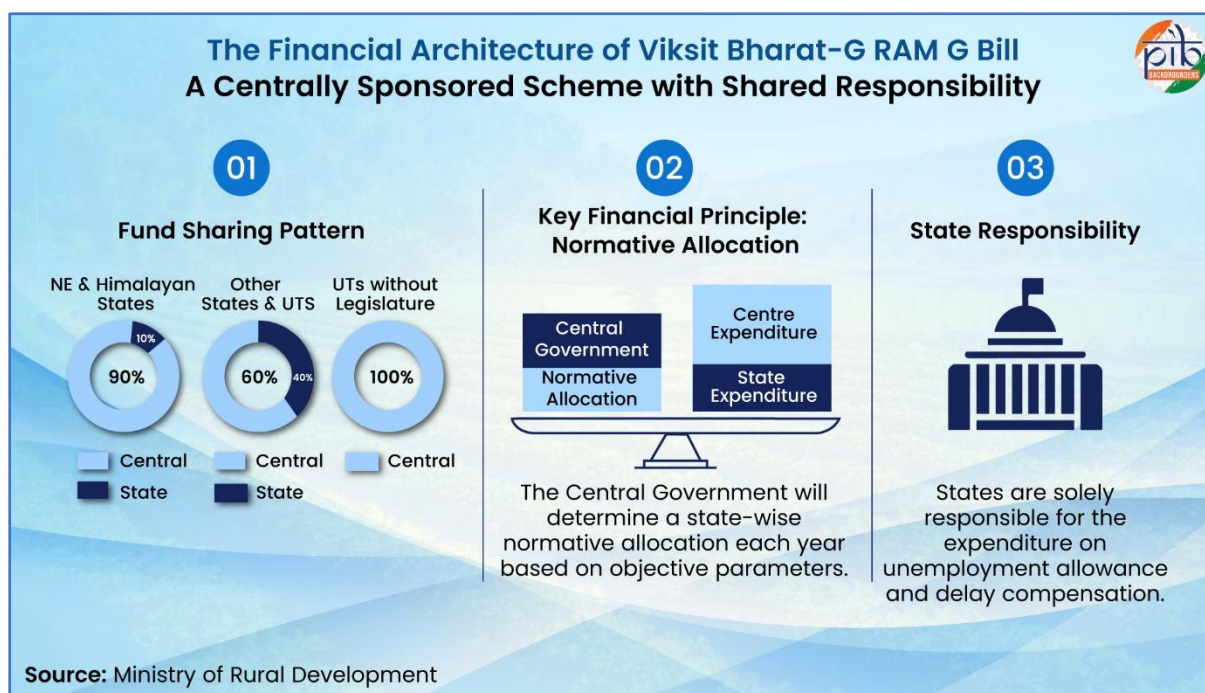 The Financial Architecture of Viksit Bharat-G RAM G Bill
A Centrally Sponsored Scheme with Shared Responsibility
pib
BACKGROUNDERS
01
Fund Sharing Pattern
NE & Himalayan
States
10%
90%
Central
State
Other
States & UTS
60%
40%
Central
State
UTs without
Legislature
100%
Central
02
Key Financial Principle:
Normative Allocation
Central
Government
Normative
Allocation
Centre
Expenditure
State
Expenditure
The Central Government will
determine a state-wise
normative allocation each year
based on objective parameters.
03
State Responsibility
States are solely
responsible for the
expenditure on
unemployment allowance
and delay compensation.
Source: Ministry of Rural Development